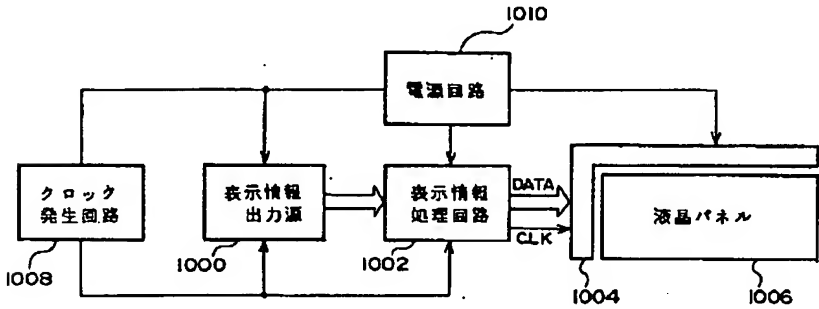 1010
電源回路
クロック
発生回路
表示情報
出力源
表示情報
処理回路
DATA
CLK
液晶パネル
1008
1000
1002
1004
1006